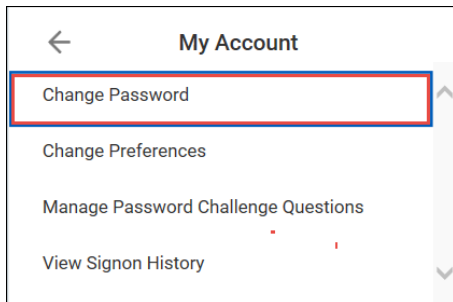 My Account
Change Password
Change Preferences
Manage Password Challenge Questions
View Signon History